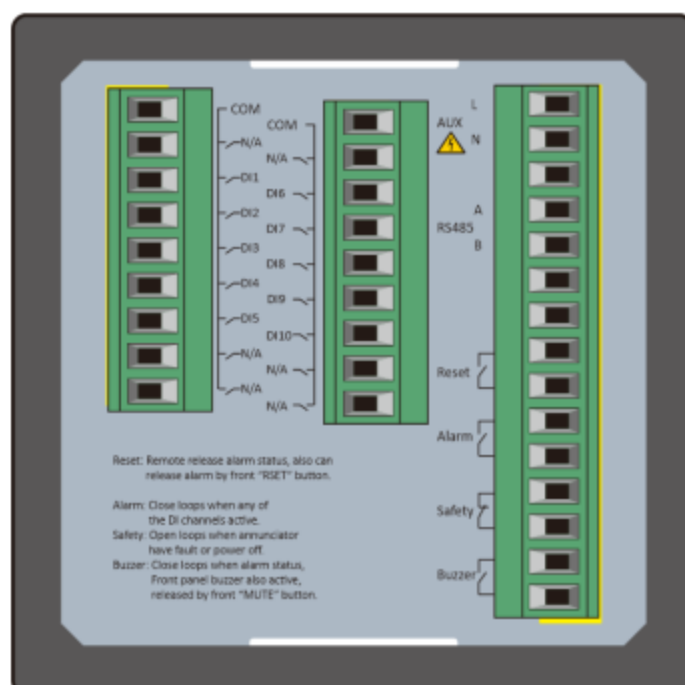 COM
N/A
DI1
DI2
DI3
DI4
DI5
N/A
N/A
COM
N/A
DI6
DI7
DI8
DI9
DI10
N/A
N/A
L
AUX
N
A
RS485
B
Reset
Alarm
Safety
Buzzer
Reset: Remote release alarm status, also can
release alarm by front "RSET" button.
Alarm: Close loops when any of
the DI channels active.
Safety: Open loops when annunciator
have fault or power off.
Buzzer: Close loops when alarm status,
Front panel buzzer also active,
released by front "MUTE" button.